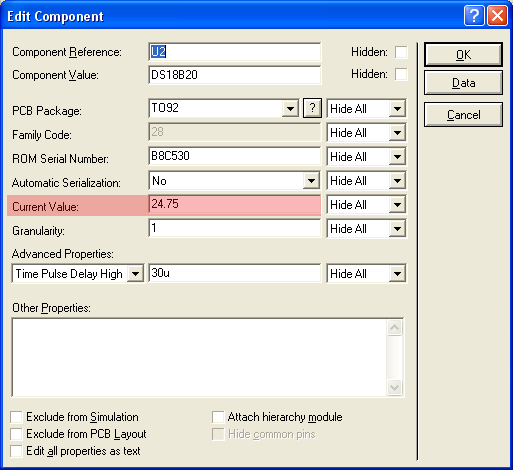 Edit Component
Component Reference: U2 Hidden:
Component Value: DS18B20 Hidden:
PCB Package: TO92 ? Hide All
Family Code: 28 Hide All
ROM Serial Number: B8C530 Hide All
Automatic Serialization: No Hide All
Current Value: 24.75 Hide All
Granularity: 1 Hide All
Advanced Properties:
Time Pulse Delay High 30u Hide All
Other Properties:
Exclude from Simulation Attach hierarchy module
Exclude from PCB Layout Hide common pins
Edit all properties as text
OK
Data
Cancel